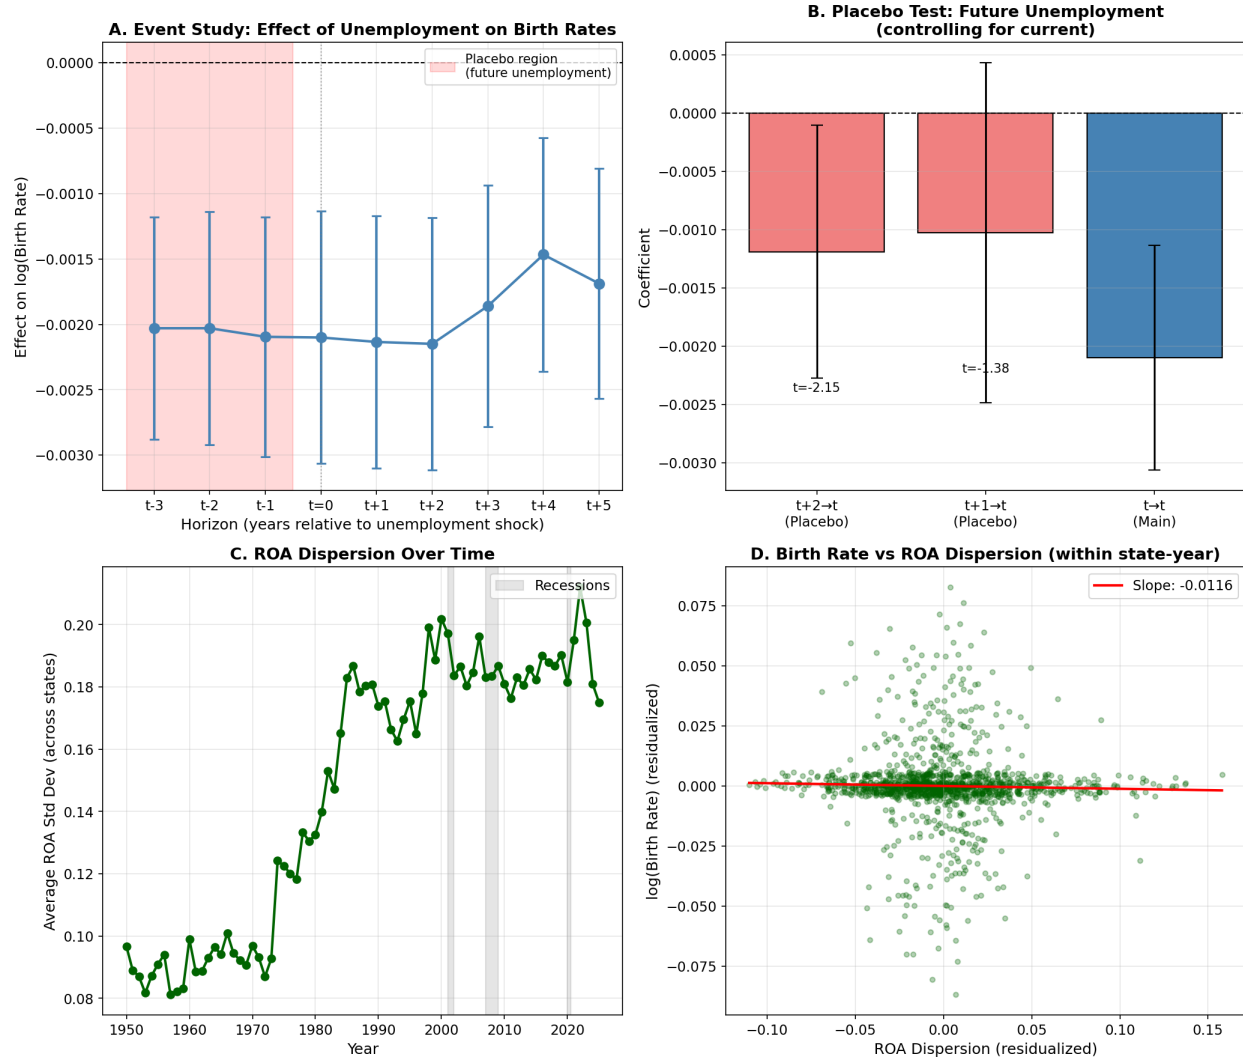 A. Event Study: Effect of Unemployment on Birth Rates
Placebo region
(future unemployment)
0.0000
−0.0005
−0.0010
−0.0015
−0.0020
−0.0025
−0.0030
Effect on log(Birth Rate)
t-3 t-2 t-1 t=0 t+1 t+2 t+3 t+4 t+5
Horizon (years relative to unemployment shock)
B. Placebo Test: Future Unemployment
(controlling for current)
0.0005
0.0000
−0.0005
−0.0010
−0.0015
−0.0020
−0.0025
−0.0030
Coefficient
t=-2.15
t=-1.38
t+2→t t+1→t t→t
(Placebo) (Placebo) (Main)
C. ROA Dispersion Over Time
Recessions
0.20
0.18
0.16
0.14
0.12
0.10
0.08
Average ROA Std Dev (across states)
1950 1960 1970 1980 1990 2000 2010 2020
Year
D. Birth Rate vs ROA Dispersion (within state-year)
Slope: -0.0116
0.075
0.050
0.025
0.000
−0.025
−0.050
−0.075
log(Birth Rate) (residualized)
−0.10 −0.05 0.00 0.05 0.10 0.15
ROA Dispersion (residualized)